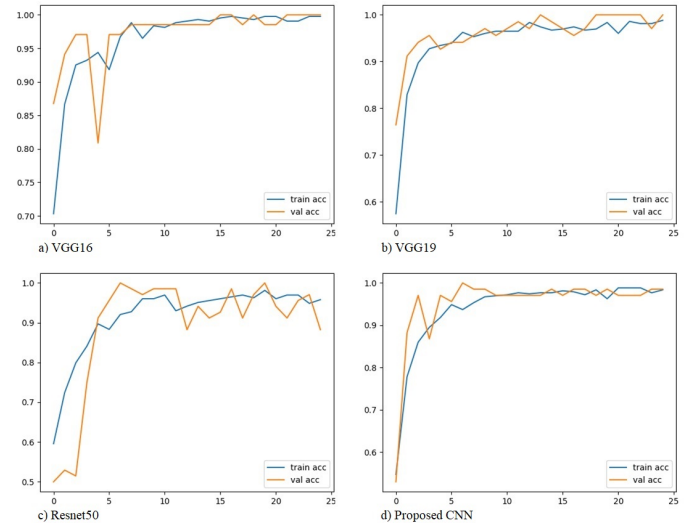 1.00
0.95
0.90
0.85
0.80
0.75
0.70
train acc
val acc
0 5 10 15 20 25
a) VGG16
1.0
0.9
0.8
0.7
0.6
train acc
val acc
0 5 10 15 20 25
b) VGG19
1.0
0.9
0.8
0.7
0.6
0.5
train acc
val acc
0 5 10 15 20 25
c) Resnet50
1.0
0.9
0.8
0.7
0.6
train acc
val acc
0 5 10 15 20 25
d) Proposed CNN